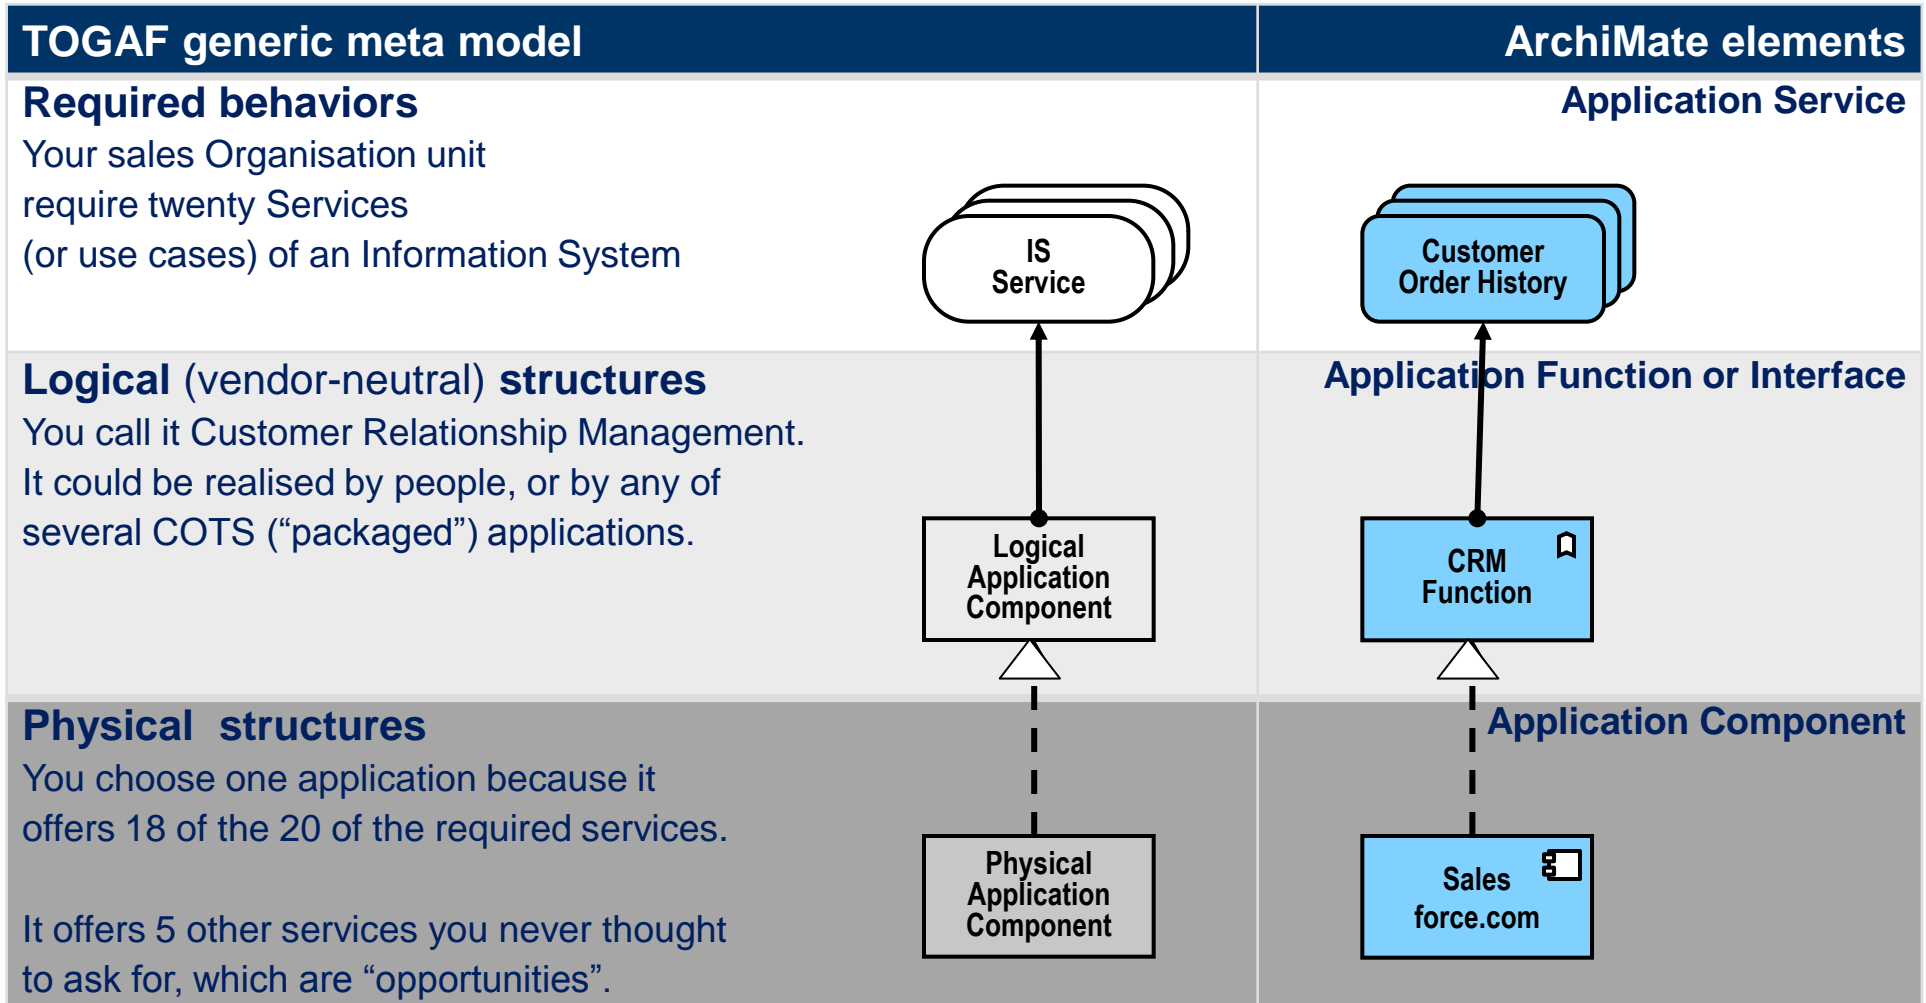 TOGAF generic meta model
ArchiMate elements
Required behaviors
Application Service
Your sales Organisation unit
require twenty Services
(or use cases) of an Information System
IS
Service
Customer
Order History
Logical (vendor-neutral) structures
Application Function or Interface
You call it Customer Relationship Management.
It could be realised by people, or by any of
several COTS (“packaged”) applications.
Logical
Application
Component
CRM
Function
Physical  structures
Application Component
You choose one application because it
offers 18 of the 20 of the required services.
It offers 5 other services you never thought
to ask for, which are “opportunities”.
Physical
Application
Component
Sales
force.com